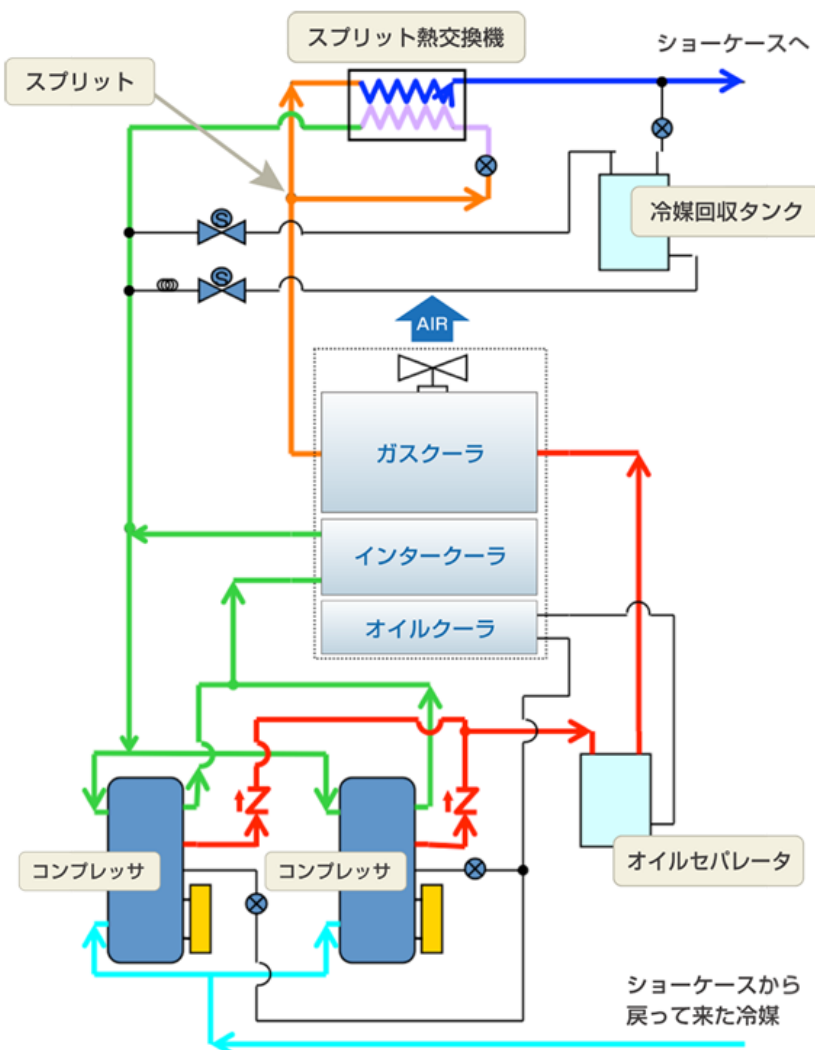 スプリット熱交換機
ショーケースへ
スプリット
S
冷媒回収タンク
S
AIR
ガスクーラ
インタークーラ
オイルクーラ
コンプレッサ
コンプレッサ
オイルセパレータ
ショーケースから
戻って来た冷媒